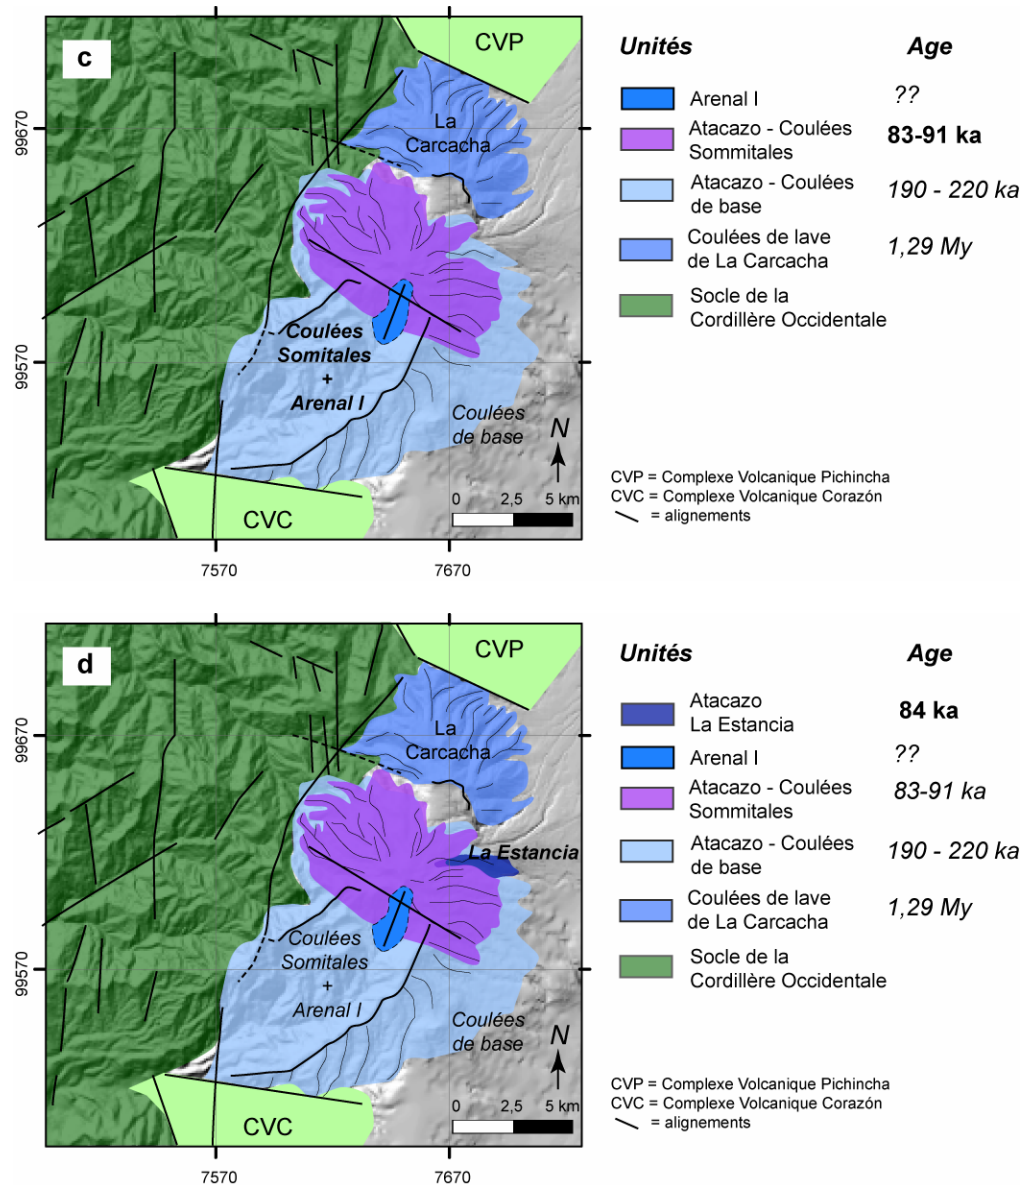 c
CVP
La
Carcacha
Coulées
Somitales
+
Arenal I
Coulées
de base
N
0 2,5 5 km
CVC
99670
99570
7570 7670
Unités Age
Arenal I ??
Atacazo - Coulées
Sommitales 83-91 ka
Atacazo - Coulées
de base 190 - 220 ka
Coulées de lave
de La Carcacha 1,29 My
Socle de la
Cordillère Occidentale
CVP = Complexe Volcanique Pichincha
CVC = Complexe Volcanique Corazón
= alignements
d
CVP
La
Carcacha
La Estancia
Coulées
Somitales
+
Arenal I
Coulées
de base
N
0 2,5 5 km
CVC
99670
99570
7570 7670
Unités Age
Atacazo
La Estancia 84 ka
Arenal I ??
Atacazo - Coulées
Sommitales 83-91 ka
Atacazo - Coulées
de base 190 - 220 ka
Coulées de lave
de La Carcacha 1,29 My
Socle de la
Cordillère Occidentale
CVP = Complexe Volcanique Pichincha
CVC = Complexe Volcanique Corazón
= alignements